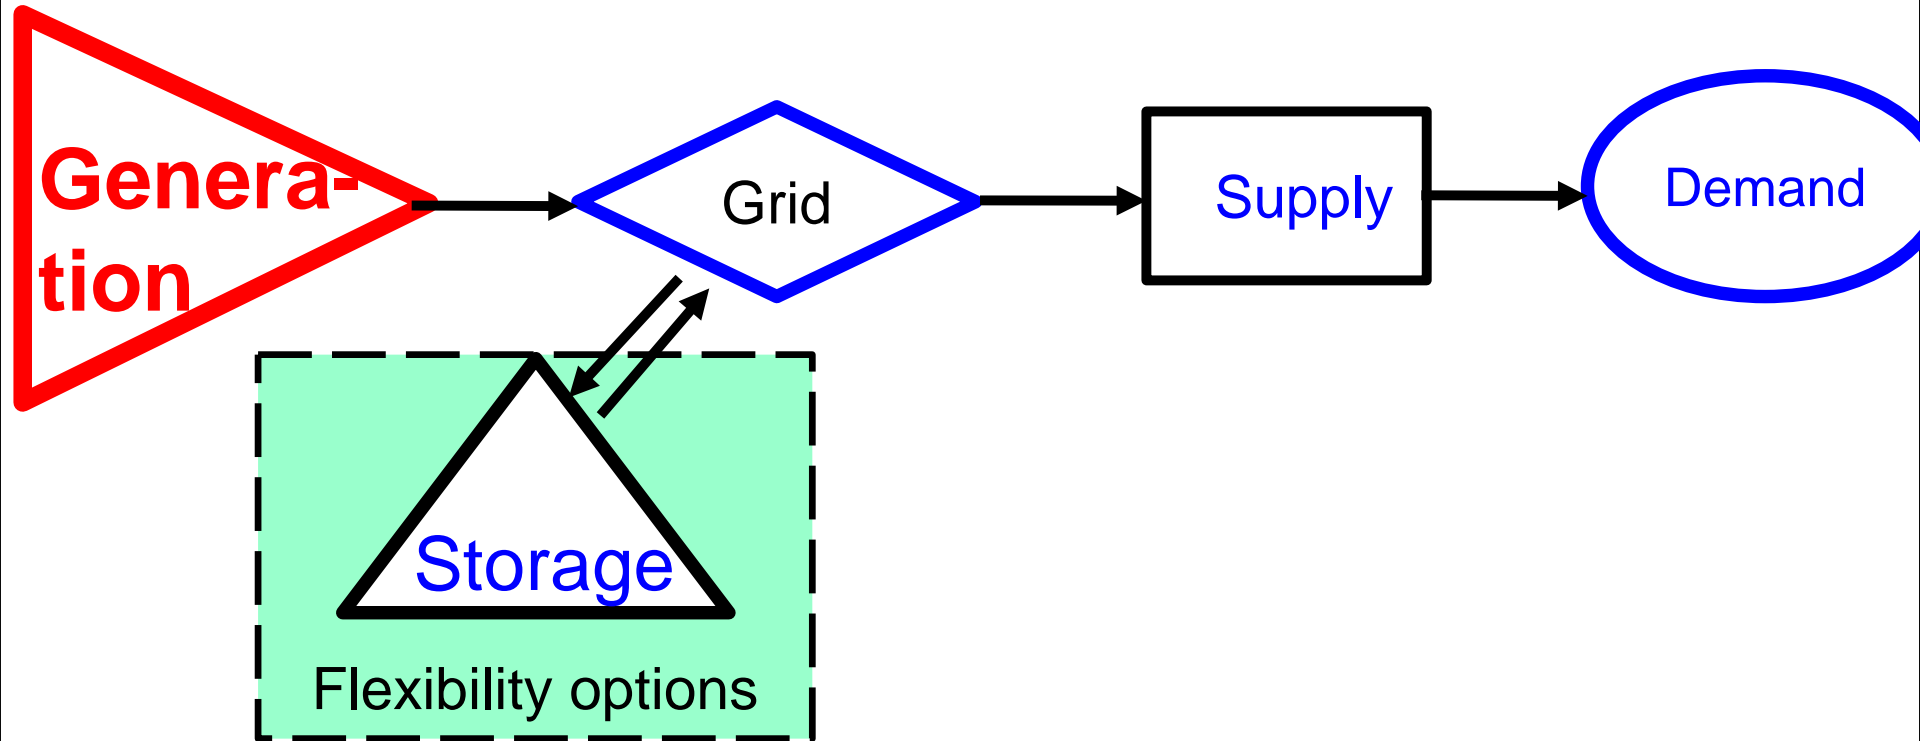 Genera-
tion
Grid
Supply
Demand
Storage
Flexibility options